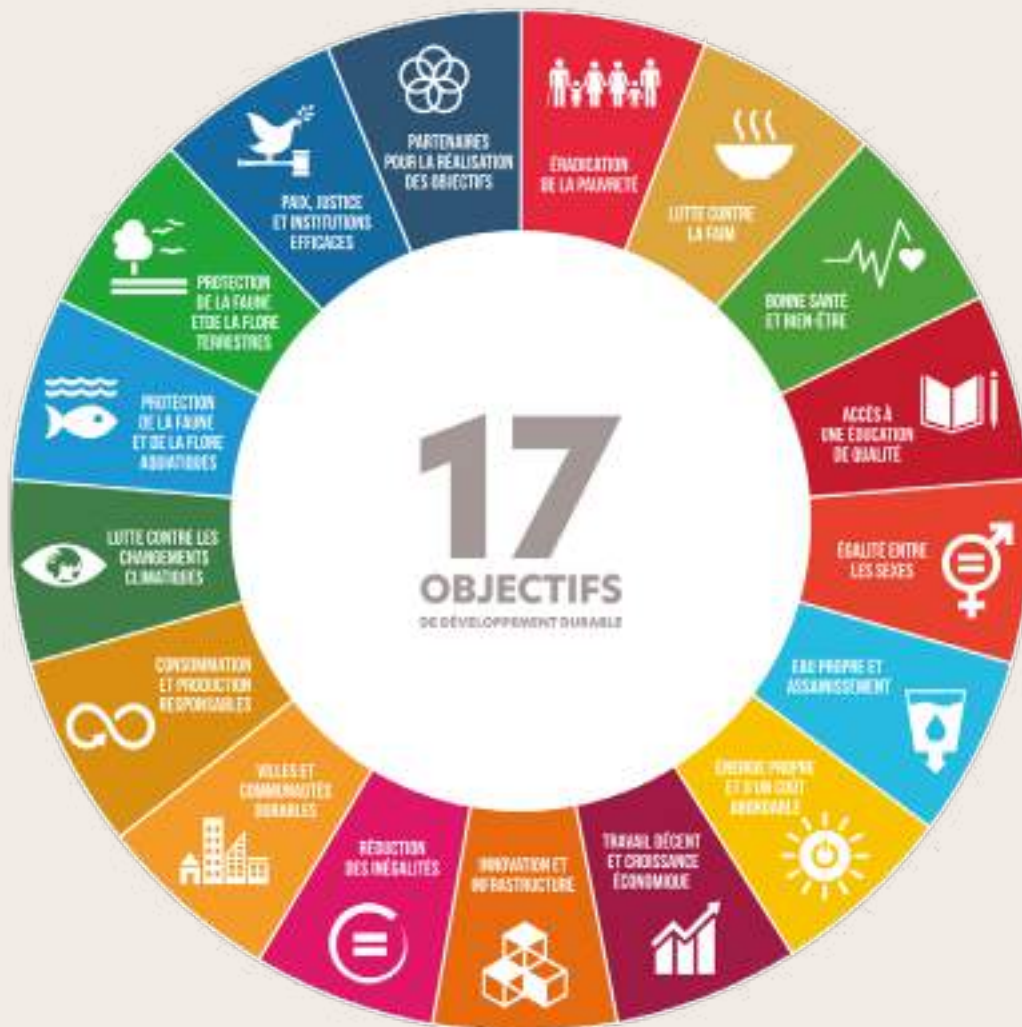 PARTENAIRES
POUR LA RÉALISATION
DES OBJECTIFS
ÉRADICATION
DE LA PAUVRETÉ
LUTTE CONTRE
LA FAIM
BONNE SANTÉ
ET BIEN-ÊTRE
ACCÈS À
UNE ÉDUCATION
DE QUALITÉ
ÉGALITÉ ENTRE
LES SEXES
EAU PROPRE ET
ASSAINISSEMENT
ÉNERGIE PROPRE
ET D'UN COÛT
ABORDABLE
TRAVAIL DÉCENT
ET CROISSANCE
ÉCONOMIQUE
INNOVATION ET
INFRASTRUCTURE
RÉDUCTION
DES INÉGALITÉS
VILLES ET
COMMUNAUTÉS
DURABLES
CONSOMMATION
ET PRODUCTION
RESPONSABLES
LUTTE CONTRE LES
CHANGEMENTS
CLIMATIQUES
PROTECTION
DE LA FAUNE
ET DE LA FLORE
AQUATIQUES
PROTECTION
DE LA FAUNE
ETDE LA FLORE
TERRESTRES
PAIX, JUSTICE
ET INSTITUTIONS
EFFICACES
17
OBJECTIFS
DE DÉVELOPPEMENT DURABLE